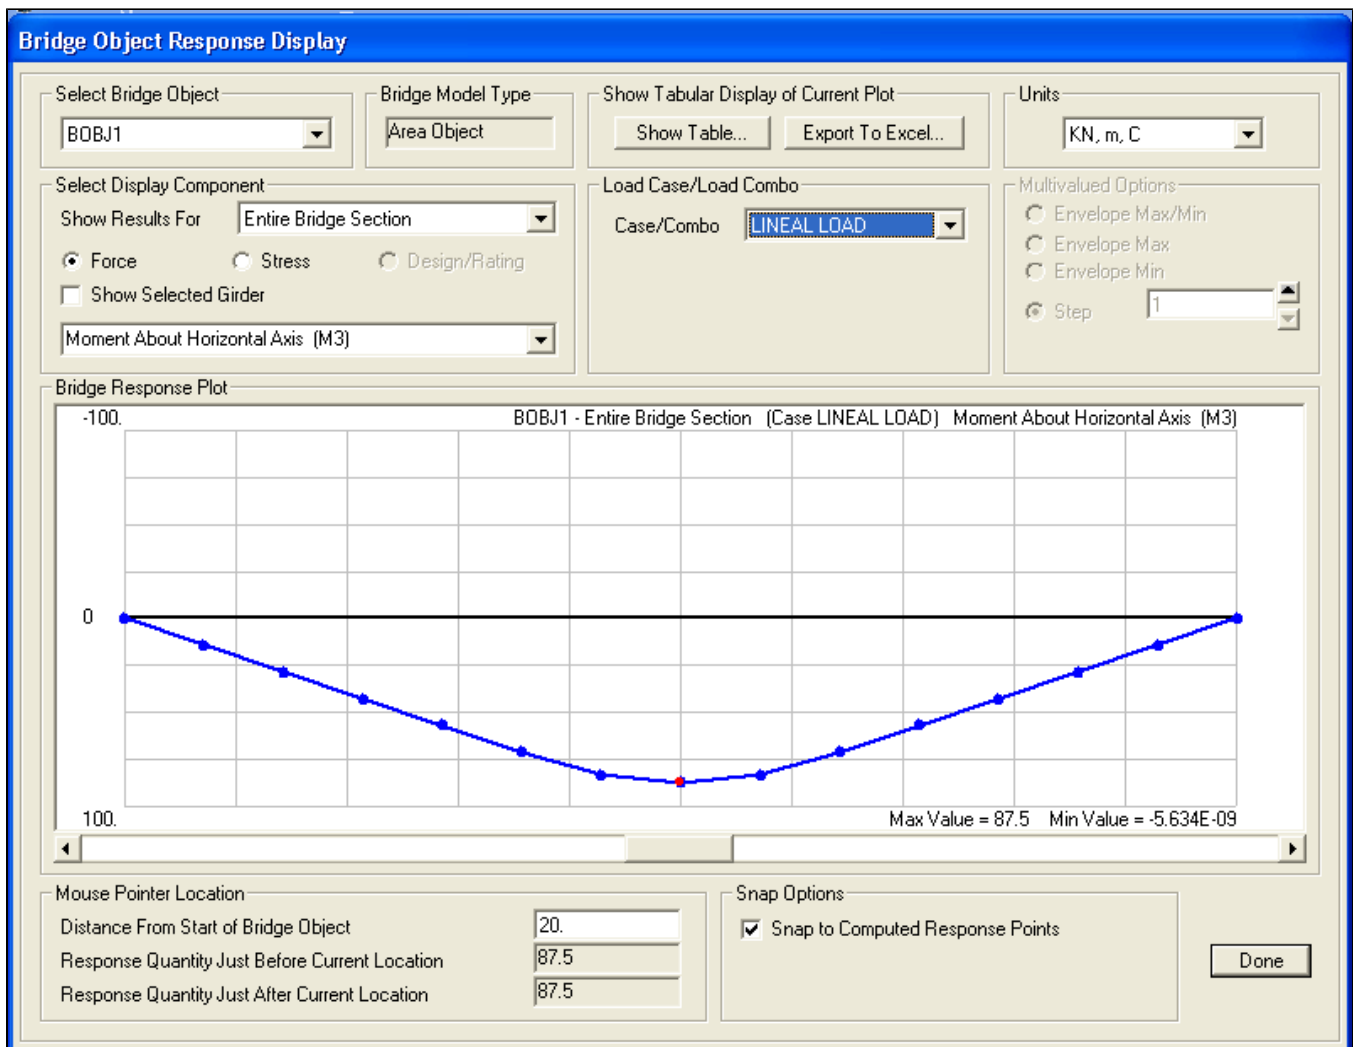 Bridge Object Response Display
Select Bridge Object
BOBJ1
Bridge Model Type
Area Object
Show Tabular Display of Current Plot
Show Table...
Export To Excel...
Units
KN, m, C
Select Display Component
Show Results For
Entire Bridge Section
Force
Stress
Design/Rating
Show Selected Girder
Moment About Horizontal Axis (M3)
Load Case/Load Combo
Case/Combo
LINEAL LOAD
Multivalued Options
Envelope Max/Min
Envelope Max
Envelope Min
Step
1
Bridge Response Plot
-100.
BOBJ1 - Entire Bridge Section (Case LINEAL LOAD) Moment About Horizontal Axis (M3)
0
100.
Max Value = 87.5 Min Value = -5.634E-09
Mouse Pointer Location
Distance From Start of Bridge Object
20.
Response Quantity Just Before Current Location
87.5
Response Quantity Just After Current Location
87.5
Snap Options
Snap to Computed Response Points
Done